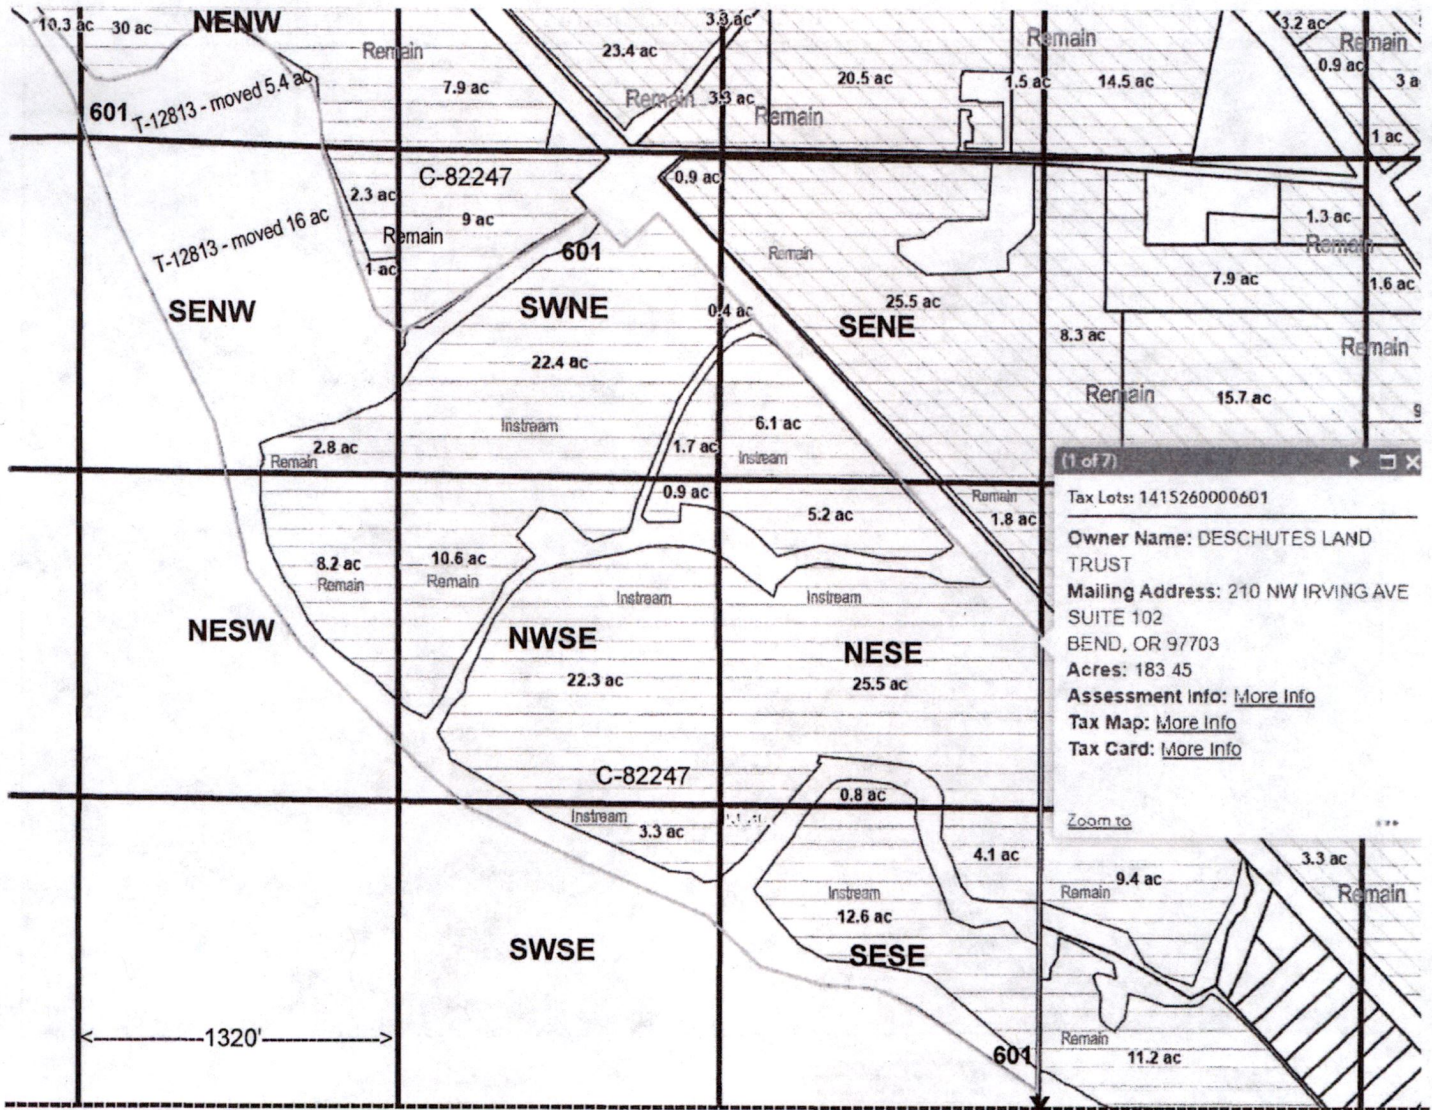 10.3 ac
30 ac
NENW
Remain
7.9 ac
23.4 ac
3.3 ac
Remain
3.3 ac
20.5 ac
Remain
Remain
1.5 ac
14.5 ac
3.2 ac
Remain
0.9 ac
3 a
1 ac
601
T-12813 - moved 5.4 ac
C-82247
2.3 ac
9 ac
Remain
1 ac
T-12813 - moved 16 ac
SENW
601
SWNE
22.4 ac
Instream
2.8 ac
Remain
0.9 ac
Remain
25.5 ac
SENE
0.4 ac
6.1 ac
1.7 ac
Instream
1.3 ac
Remain
7.9 ac
1.6 ac
8.3 ac
Remain
Remain
15.7 ac
9
0.9 ac
5.2 ac
Remain
1.8 ac
8.2 ac
Remain
10.6 ac
Remain
Instream
Instream
NESW
NWSE
22.3 ac
NESE
25.5 ac
C-82247
(1 of 7)
Tax Lots: 1415260000601
Owner Name: DESCHUTES LAND
TRUST
Mailing Address: 210 NW IRVING AVE
SUITE 102
BEND, OR 97703
Acres: 183 45
Assessment Info: More Info
Tax Map: More Info
Tax Card: More Info
Zoom to
Instream
3.3 ac
0.8 ac
4.1 ac
Instream
12.6 ac
SESE
SWSE
9.4 ac
Remain
3.3 ac
Remain
1320'
601
Remain
11.2 ac